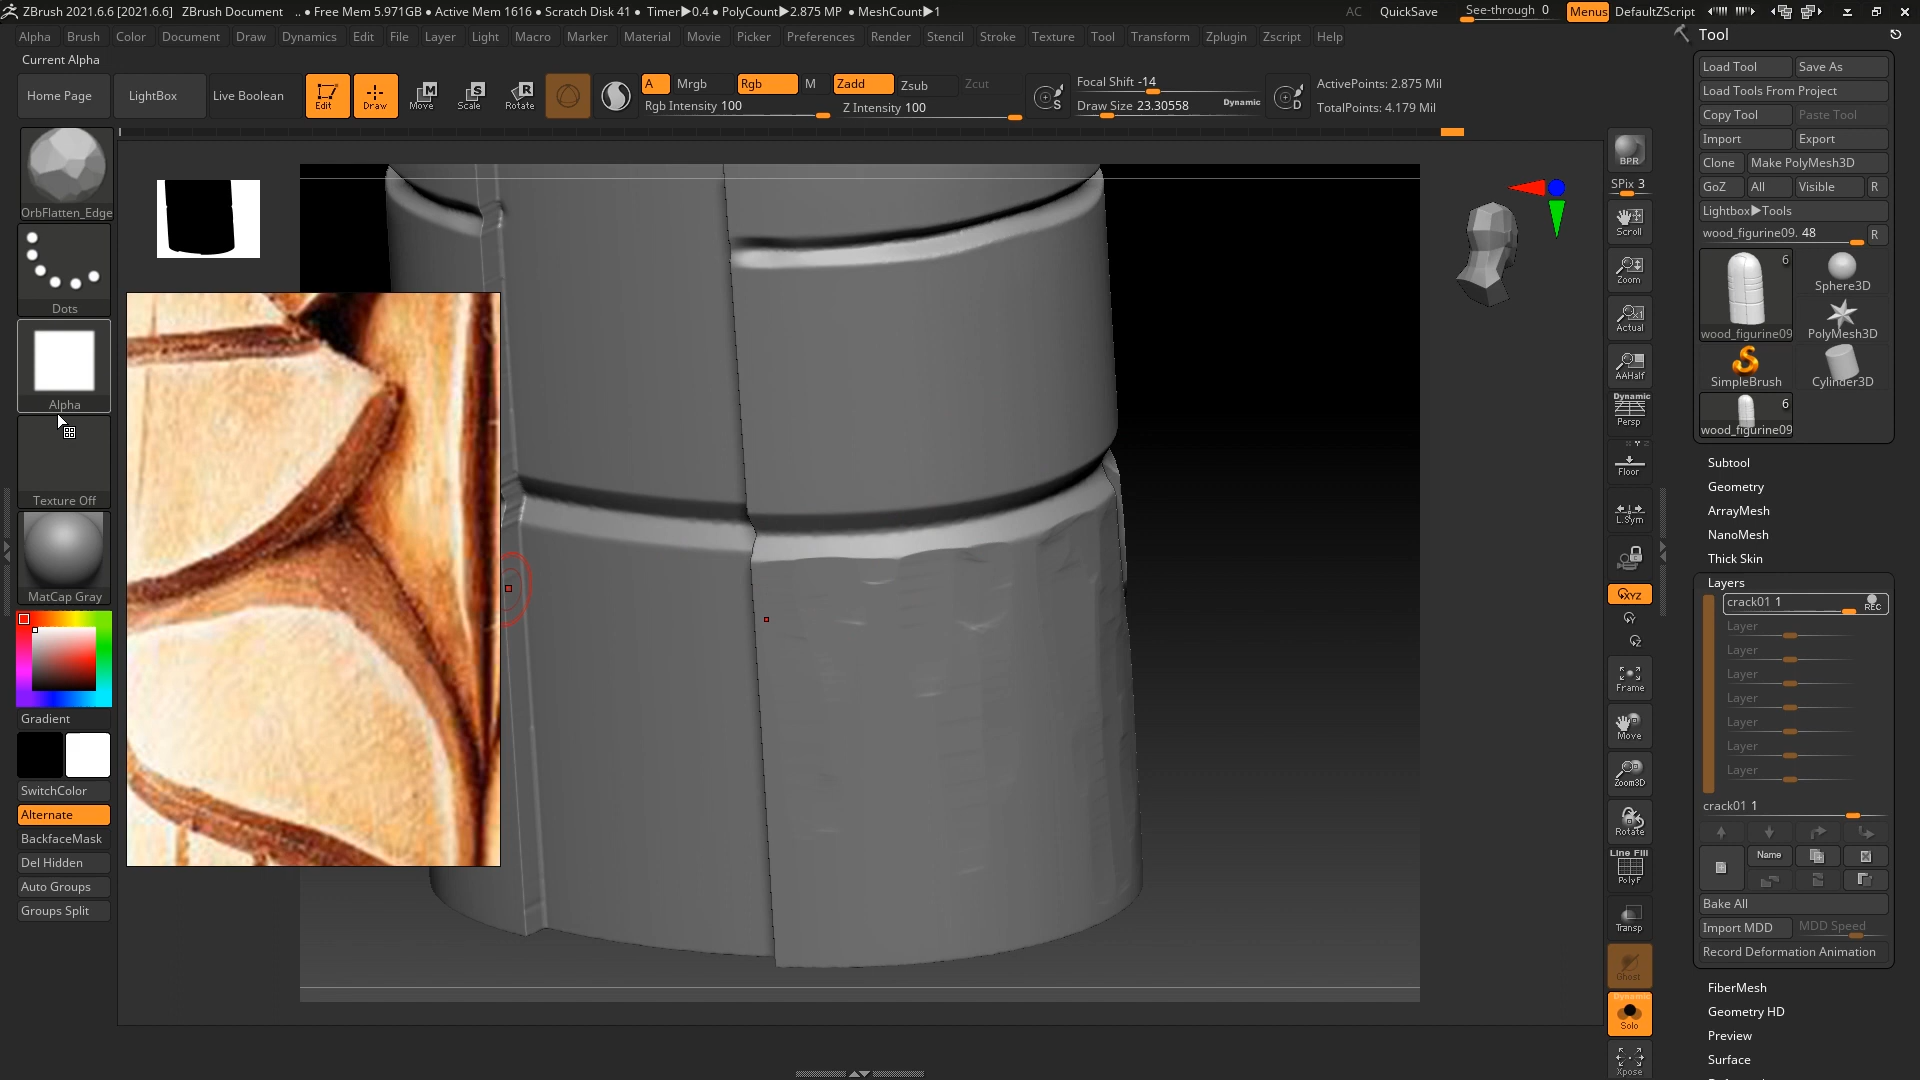 ZBrush 2021.6.6 [2021.6.6] ZBrush Document .. • Free Mem 5.971GB • Active Mem 1616 • Scratch Disk 41 • Timer▶0.4 • PolyCount▶2.875 MP • MeshCount▶1 AC QuickSave See-through 0 Menus DefaultZScript
Alpha Brush Color Document Draw Dynamics Edit File Layer Light Macro Marker Material Movie Picker Preferences Render Stencil Stroke Texture Tool Transform Zplugin Zscript Help
Current Alpha
Home Page LightBox Live Boolean Edit Draw Move Scale Rotate
A Mrgb Rgb M Zadd Zsub Zcut
Rgb Intensity 100 Z Intensity 100
S Focal Shift -14
Draw Size 23.30558 Dynamic D
ActivePoints: 2.875 Mil
TotalPoints: 4.179 Mil
OrbFlatten_Edge
Dots
Alpha
Texture Off
MatCap Gray
Gradient
SwitchColor
Alternate
BackfaceMask
Del Hidden
Auto Groups
Groups Split
BPR
SPix 3
Scroll
Zoom
Actual
AAHalf
Dynamic
Persp
Floor
L.Sym
XYZ
Y
Z
Frame
Move
Zoom3D
Rotate
Line Fill
PolyF
Transp
Ghost
Dynamic
Solo
Xpose
Tool
Load Tool Save As
Load Tools From Project
Copy Tool Paste Tool
Import Export
Clone Make PolyMesh3D
GoZ All Visible R
Lightbox▶Tools
wood_figurine09. 48 R
6
wood_figurine09
Sphere3D
PolyMesh3D
SimpleBrush
Cylinder3D
6
wood_figurine09
Subtool
Geometry
ArrayMesh
NanoMesh
Thick Skin
Layers
crack01 1 REC
Layer
Layer
Layer
Layer
Layer
Layer
Layer
crack01 1
Name
Bake All
Import MDD MDD Speed
Record Deformation Animation
FiberMesh
Geometry HD
Preview
Surface